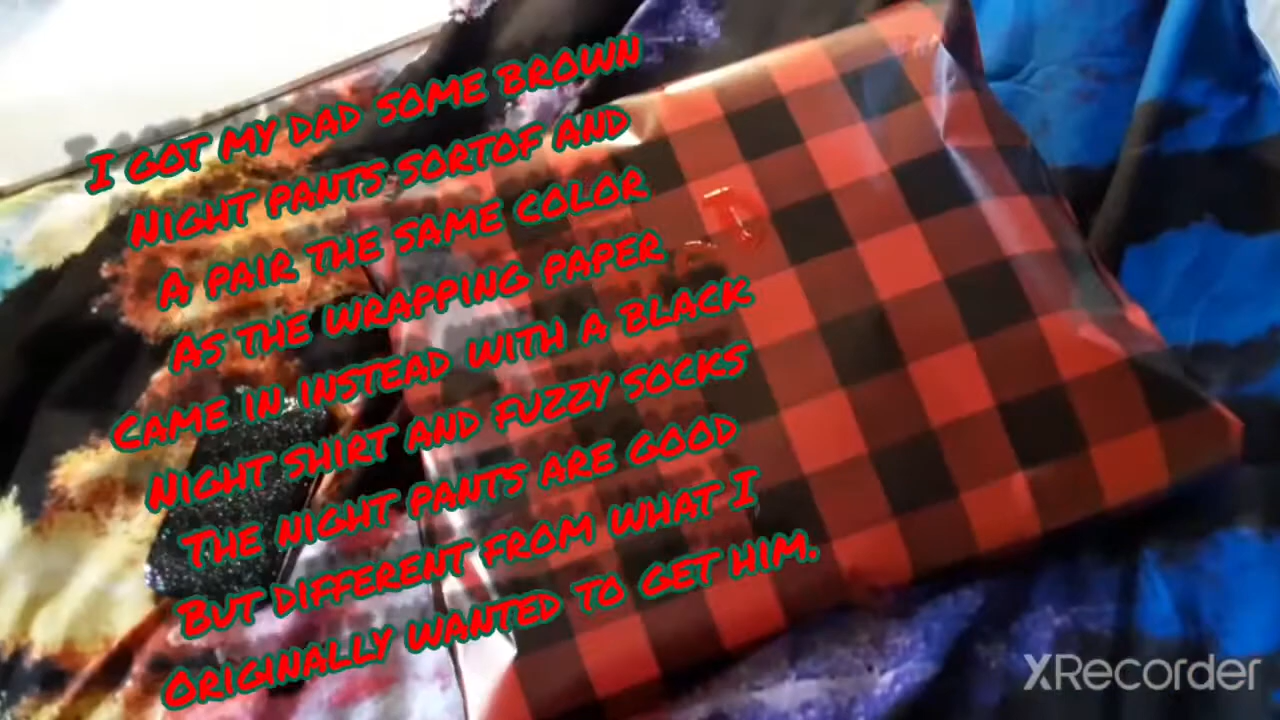 I got my dad some brown
Night pants sortof and
A pair the same color
As the wrapping paper
Came in instead with a black
Night shirt and fuzzy socks
The night pants are good
But different from what I
originally wanted to get him.
XRecorder